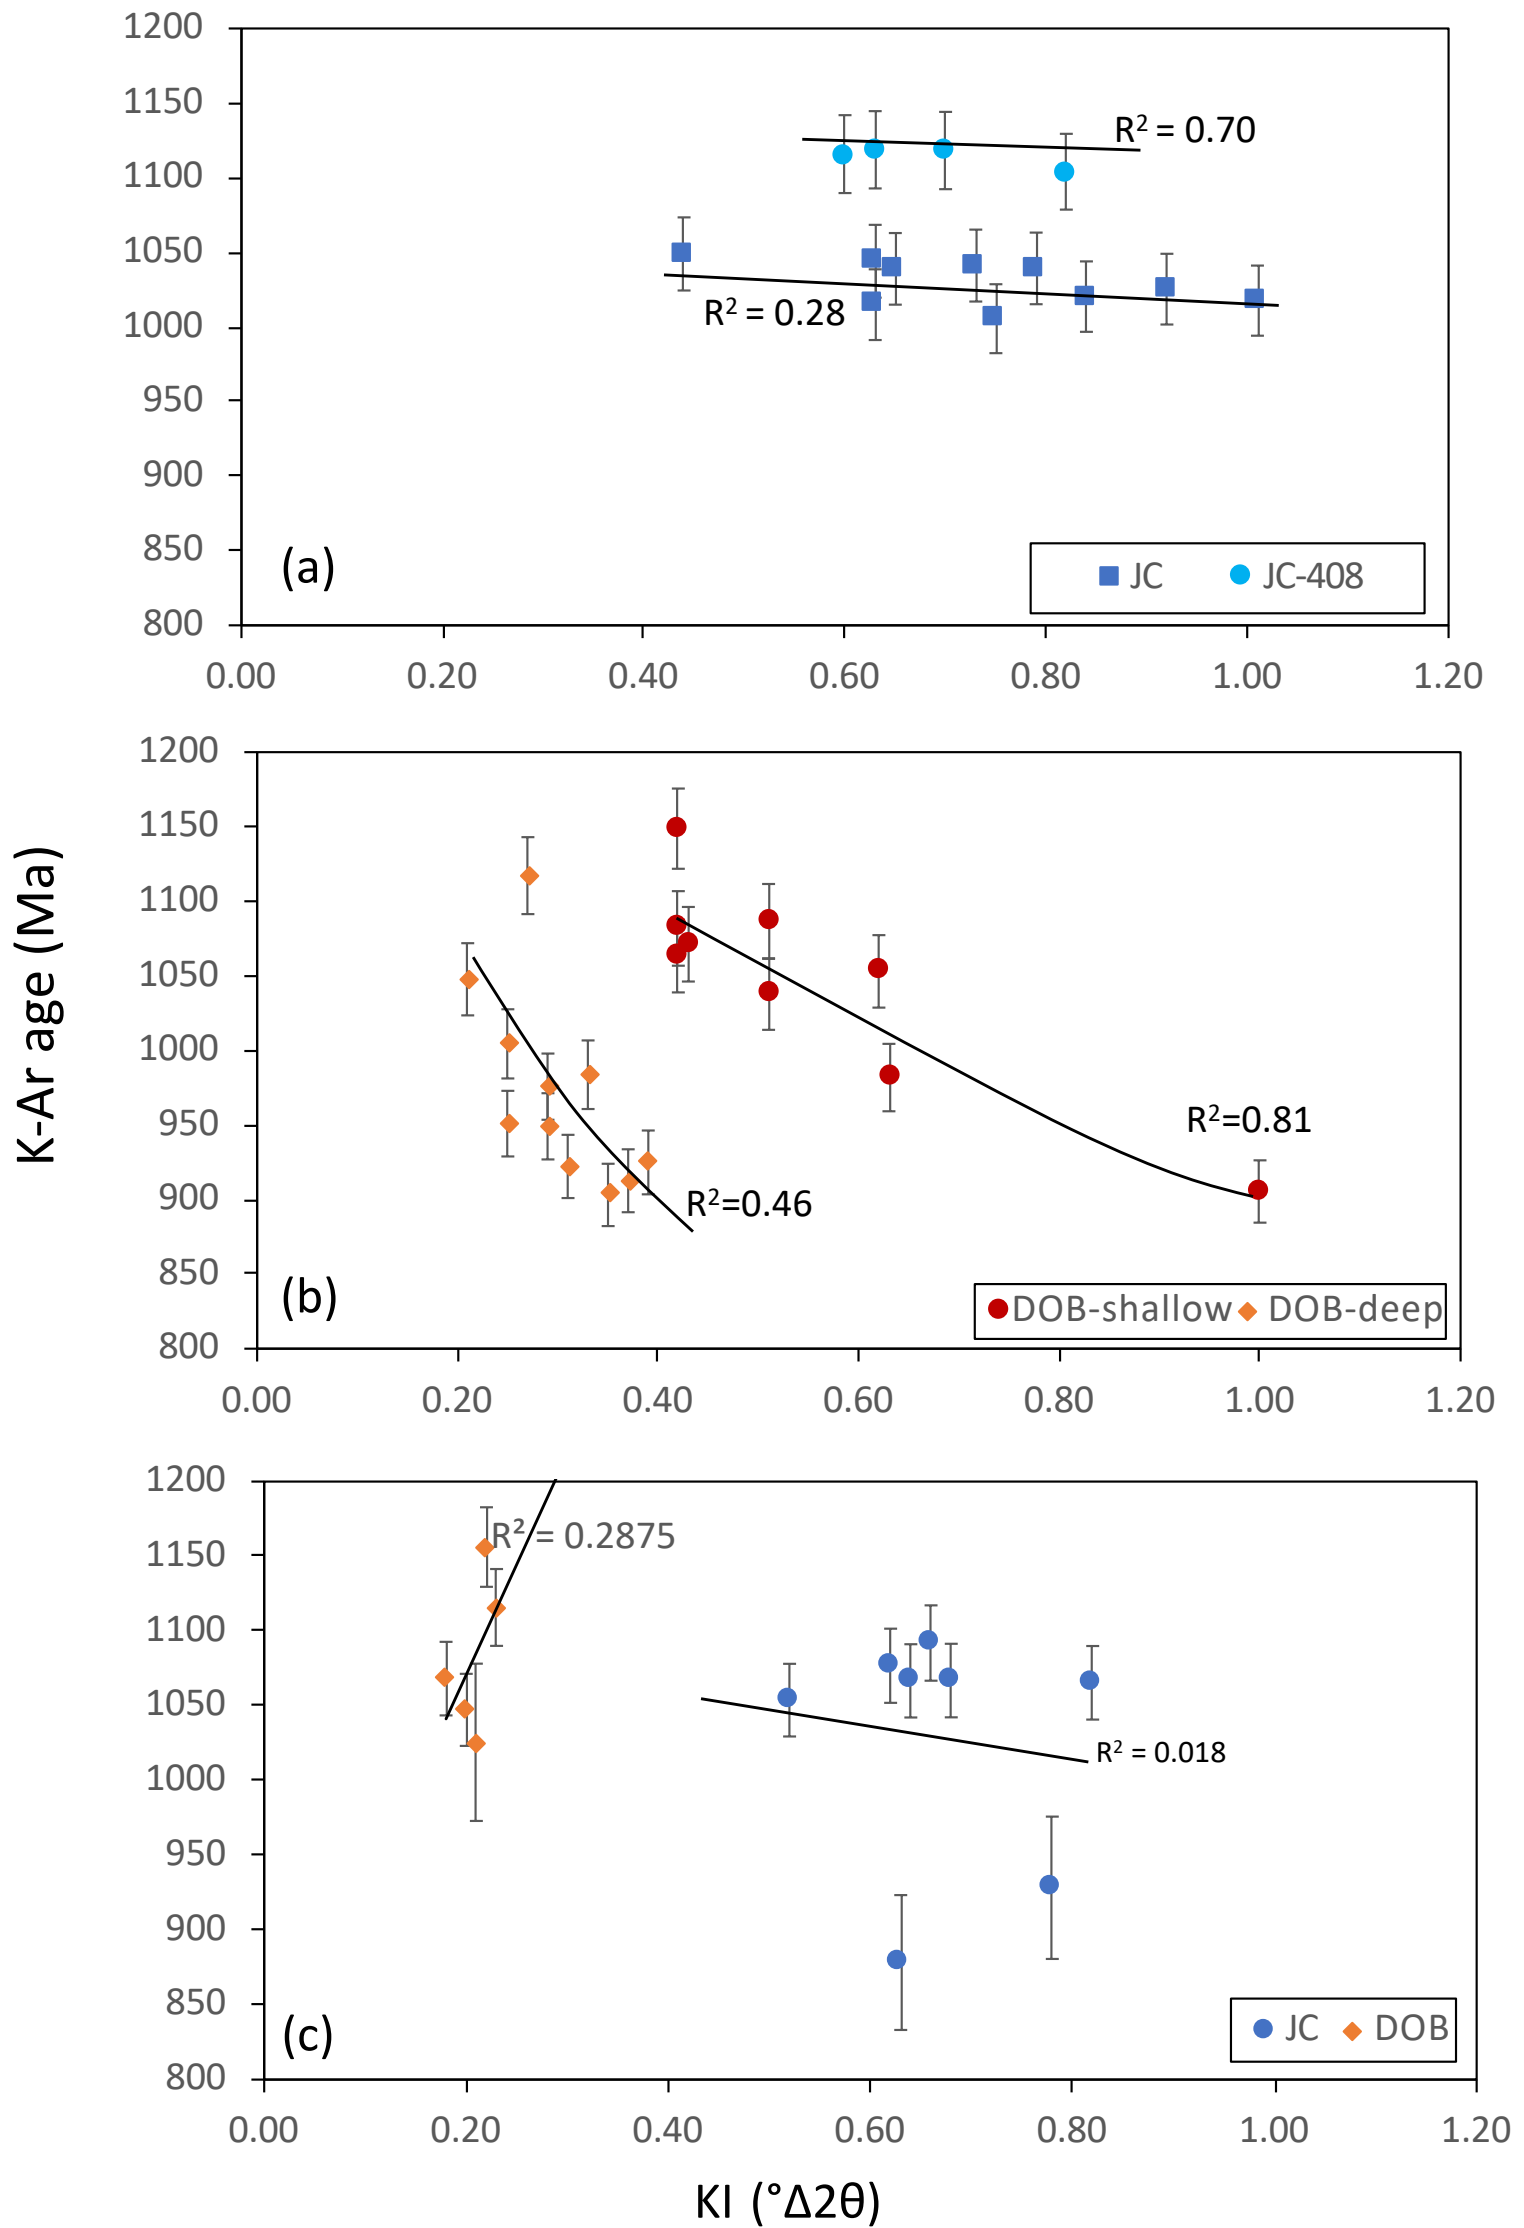 1200
1150
1100
1050
1000
950
900
850
800
R² = 0.70
R² = 0.28
(a)
JC JC-408
0.00 0.20 0.40 0.60 0.80 1.00 1.20
K-Ar age (Ma)
1200
1150
1100
1050
1000
950
900
850
800
R²=0.81
R²=0.46
(b)
DOB-shallow DOB-deep
0.00 0.20 0.40 0.60 0.80 1.00 1.20
1200
1150
1100
1050
1000
950
900
850
800
R² = 0.2875
R² = 0.018
(c)
JC DOB
0.00 0.20 0.40 0.60 0.80 1.00 1.20
KI (°Δ2θ)